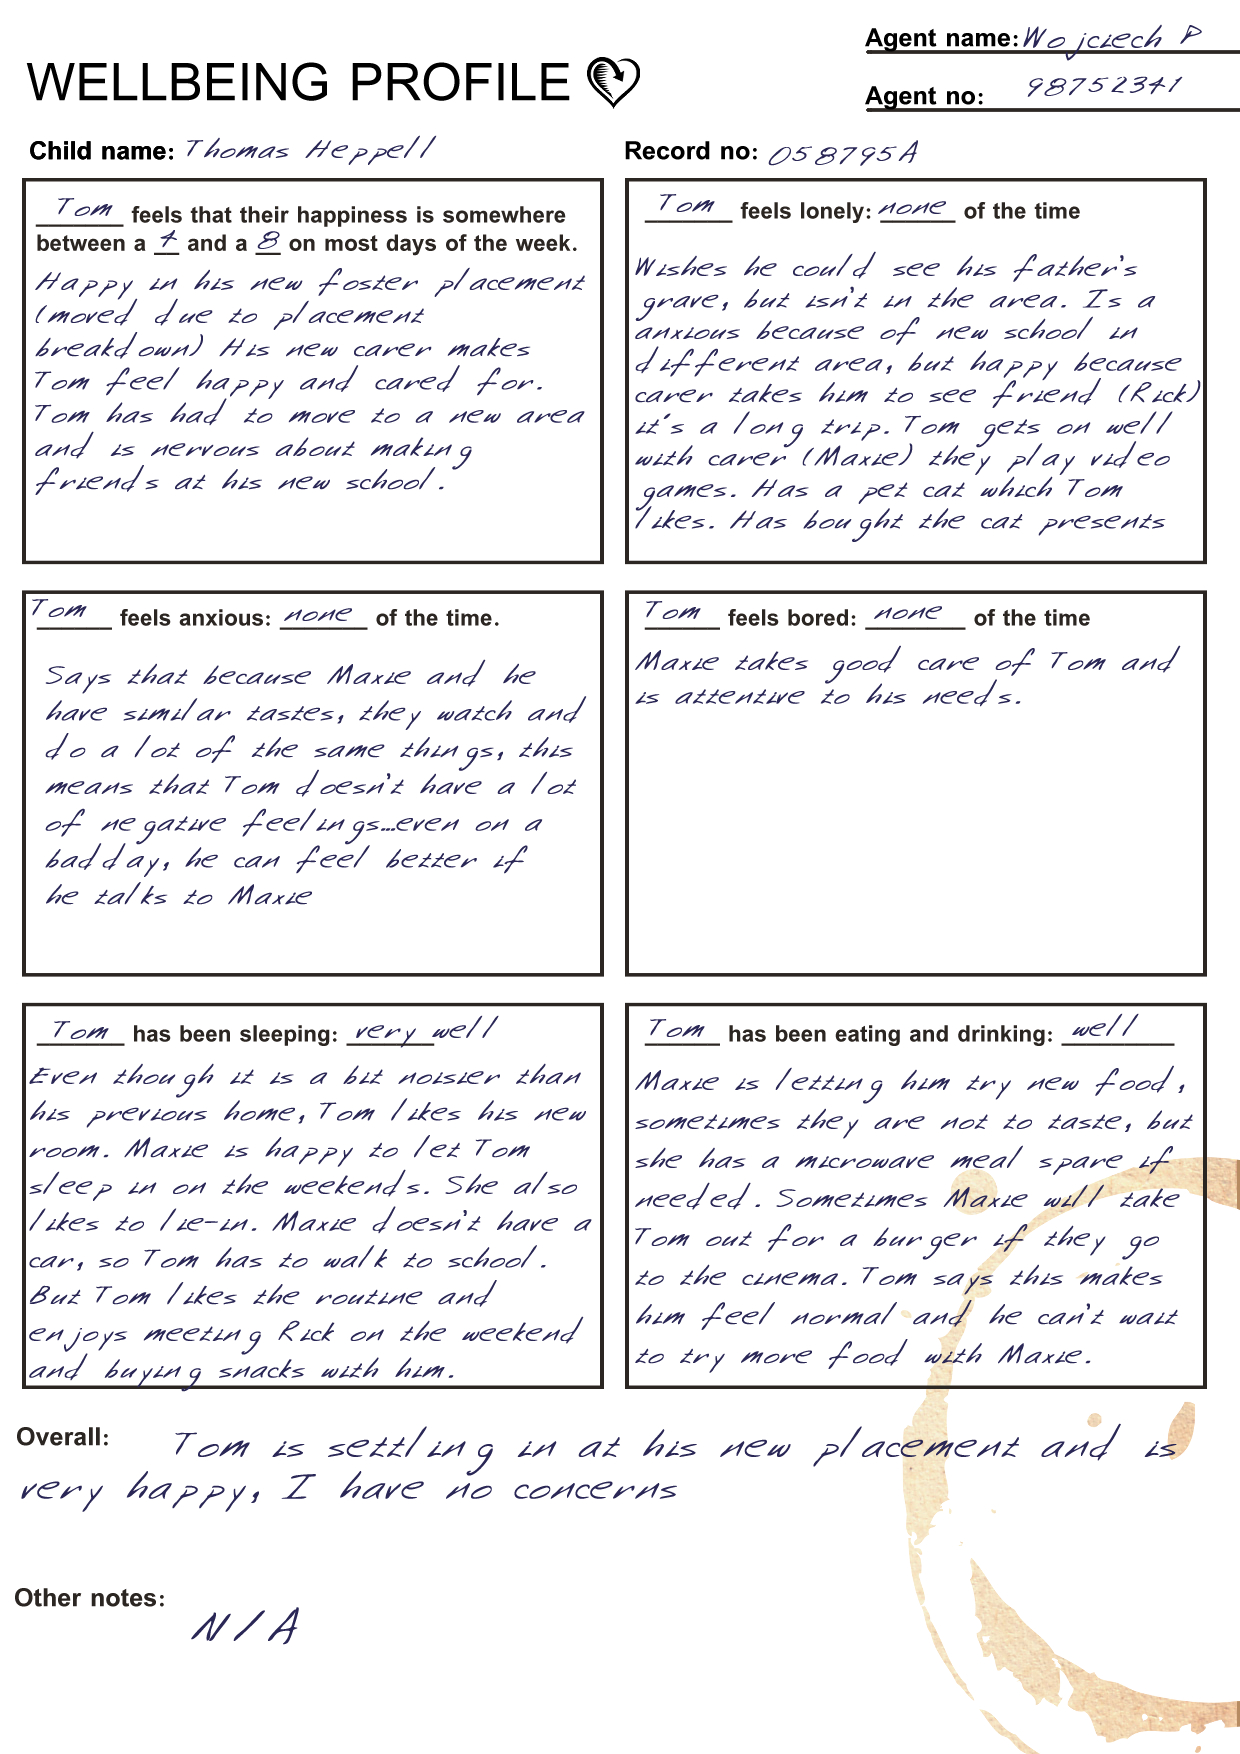 Agent name: Wojciech P
WELLBEING PROFILE
Agent no: 98752341
Child name: Thomas Heppell
Record no: 058795A
Tom feels that their happiness is somewhere
between a 4 and a 8 on most days of the week.
Happy in his new foster placement
(moved due to placement
breakdown) His new carer makes
Tom feel happy and cared for.
Tom has had to move to a new area
and is nervous about making
friends at his new school.
Tom feels lonely: none of the time
Wishes he could see his father's
grave, but isn't in the area. Is a
anxious because of new school in
different area, but happy because
carer takes him to see friend (Rick)
it's a long trip. Tom gets on well
with carer (Maxie) they play video
games. Has a pet cat which Tom
likes. Has bought the cat presents
Tom feels anxious: none of the time.
Says that because Maxie and he
have similar tastes, they watch and
do a lot of the same things, this
means that Tom doesn't have a lot
of negative feelings...even on a
bad day, he can feel better if
he talks to Maxie
Tom feels bored: none of the time
Maxie takes good care of Tom and
is attentive to his needs.
Tom has been sleeping: very well
Even though it is a bit noisier than
his previous home, Tom likes his new
room. Maxie is happy to let Tom
sleep in on the weekends. She also
likes to lie-in. Maxie doesn't have a
car, so Tom has to walk to school.
But Tom likes the routine and
enjoys meeting Rick on the weekend
and buying snacks with him.
Tom has been eating and drinking: well
Maxie is letting him try new food,
sometimes they are not to taste, but
she has a microwave meal spare if
needed. Sometimes Maxie will take
Tom out for a burger if they go
to the cinema. Tom says this makes
him feel normal and he can't wait
to try more food with Maxie.
Overall: Tom is settling in at his new placement and is
very happy, I have no concerns
Other notes:
N/A